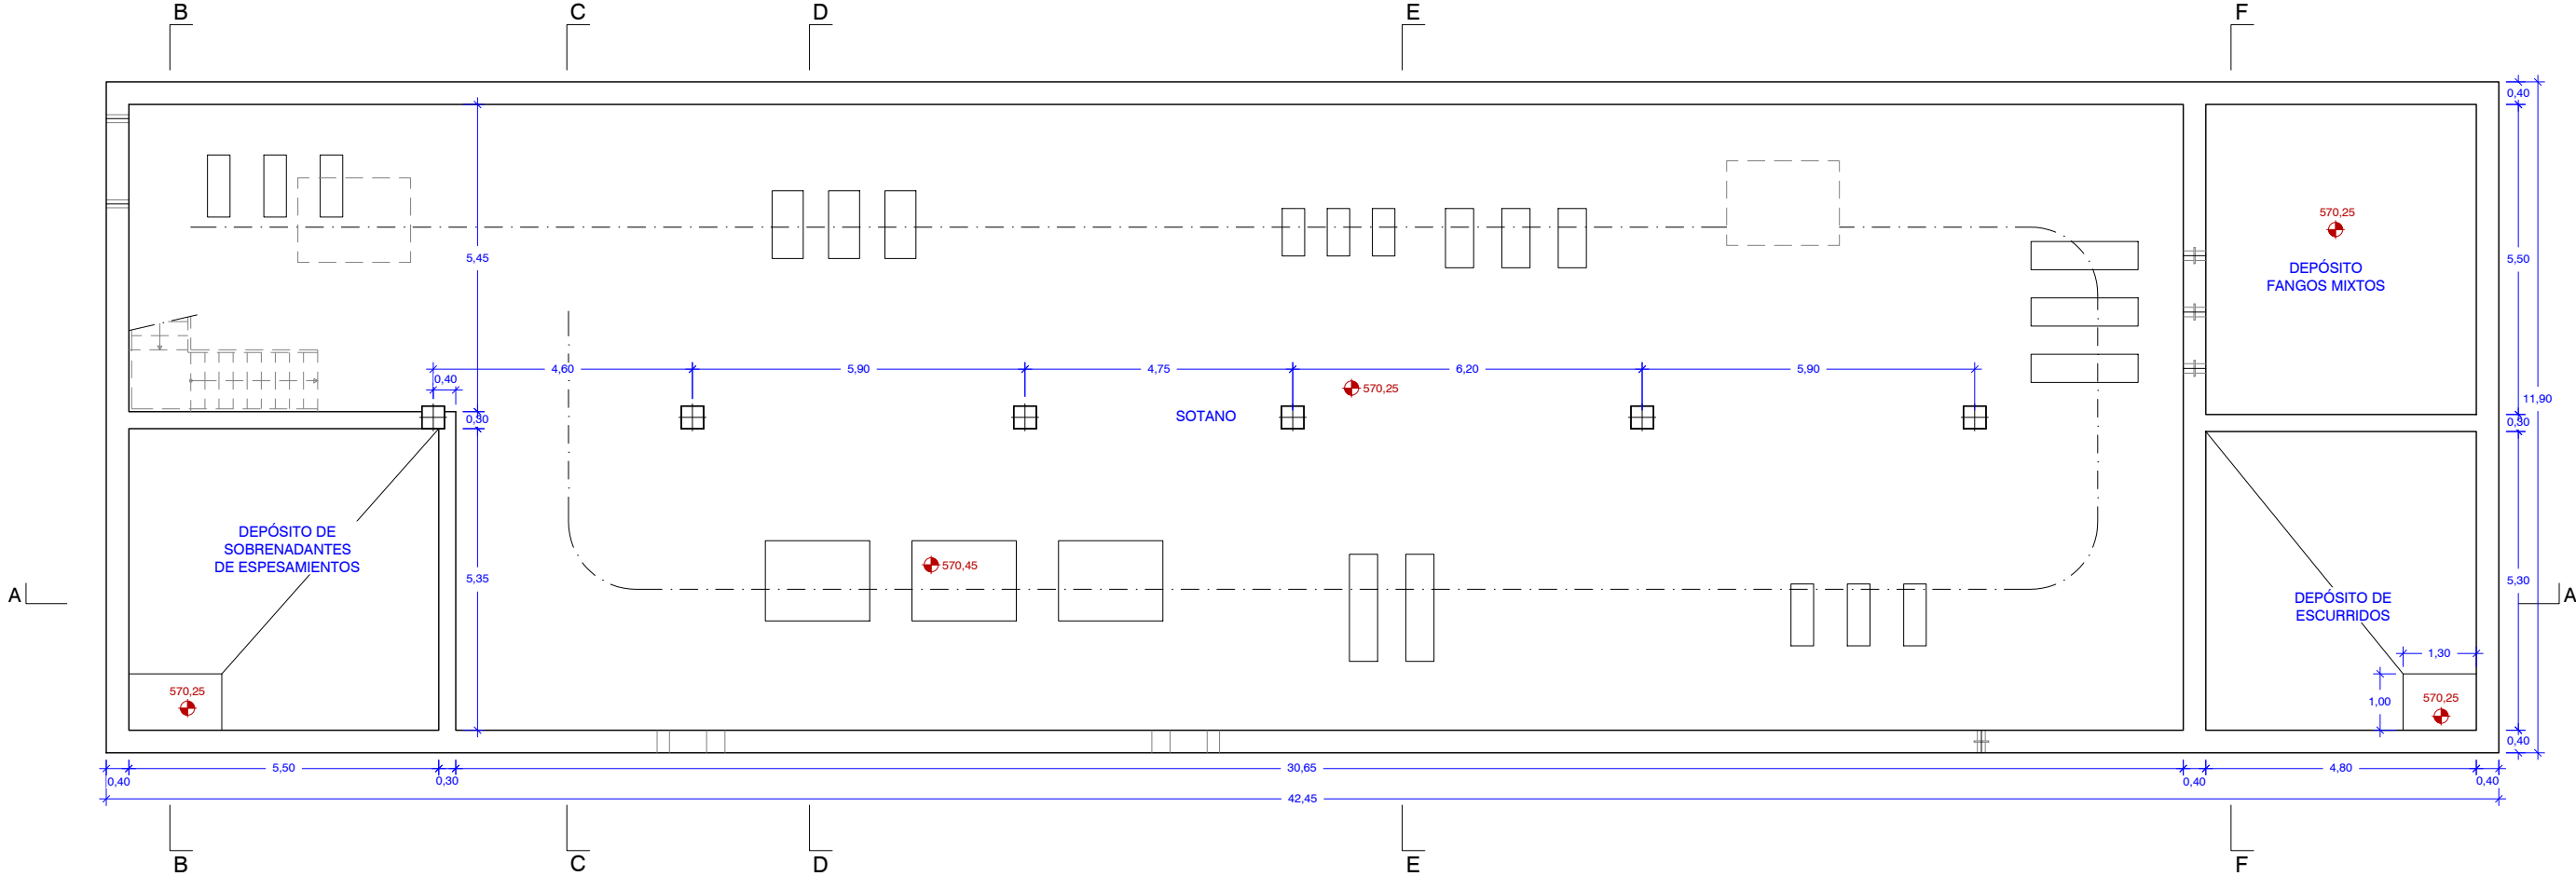 B C D E F
0,40
570,25
5,45
5,50
DEPÓSITO
FANGOS MIXTOS
4,60 5,90 4,75 6,20 5,90
0,40
570,25
11,90
SOTANO
0,30
0,30
DEPÓSITO DE
SOBRENADANTES
DE ESPESAMIENTOS
570,45
5,35
5,30
A
A
DEPÓSITO DE
ESCURRIDOS
1,30
570,25
1,00
570,25
0,40
5,50
30,65
4,80
0,40
0,30
0,40
0,40
42,45
B C D E F